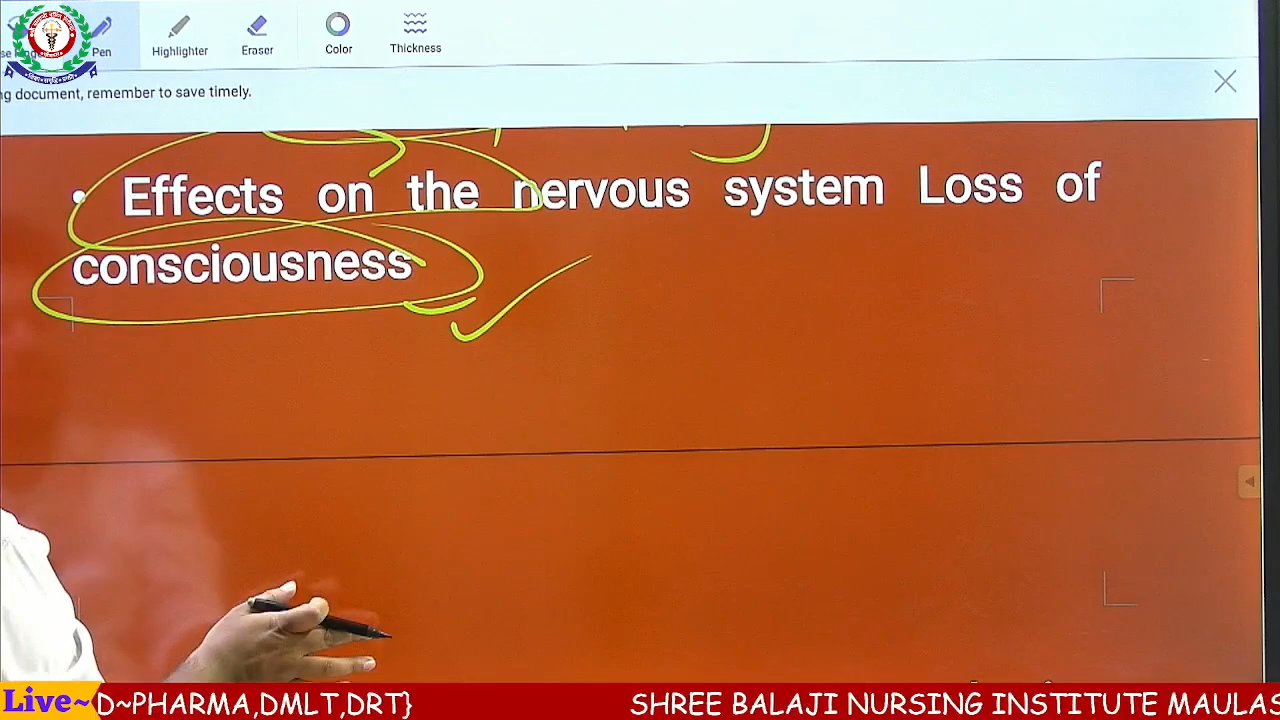 Pen
Highlighter
Eraser
Color
Thickness
ng document, remember to save timely.
• Effects on the nervous system Loss of
consciousness
Live~ D~PHARMA,DMLT,DRT} SHREE BALAJI NURSING INSTITUTE MAULAS